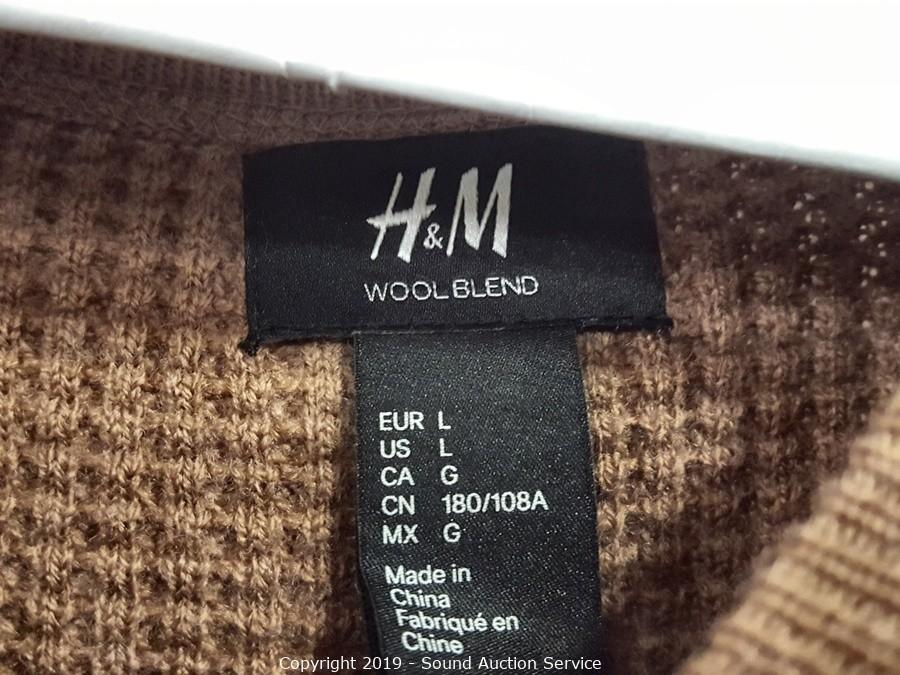 H&M
WOOL BLEND
EUR L
US L
CA G
CN 180/108A
MX G
Made in
China
Fabriqué en
Chine
Copyright 2019 - Sound Auction Service